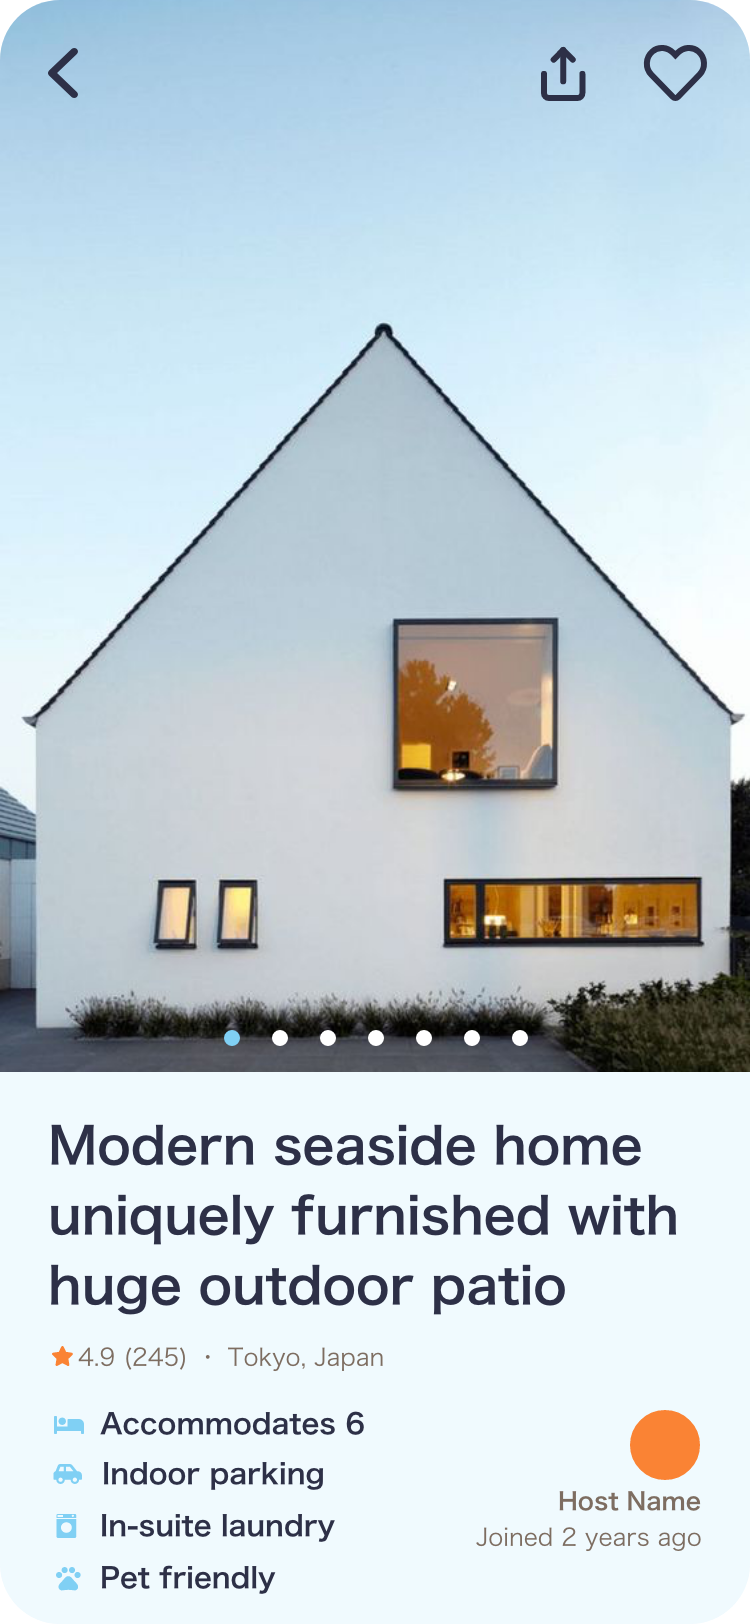 Modern seaside home
uniquely furnished with
huge outdoor patio
4.9 (245) · Tokyo, Japan
Accommodates 6
Indoor parking
In-suite laundry
Pet friendly
Host Name
Joined 2 years ago